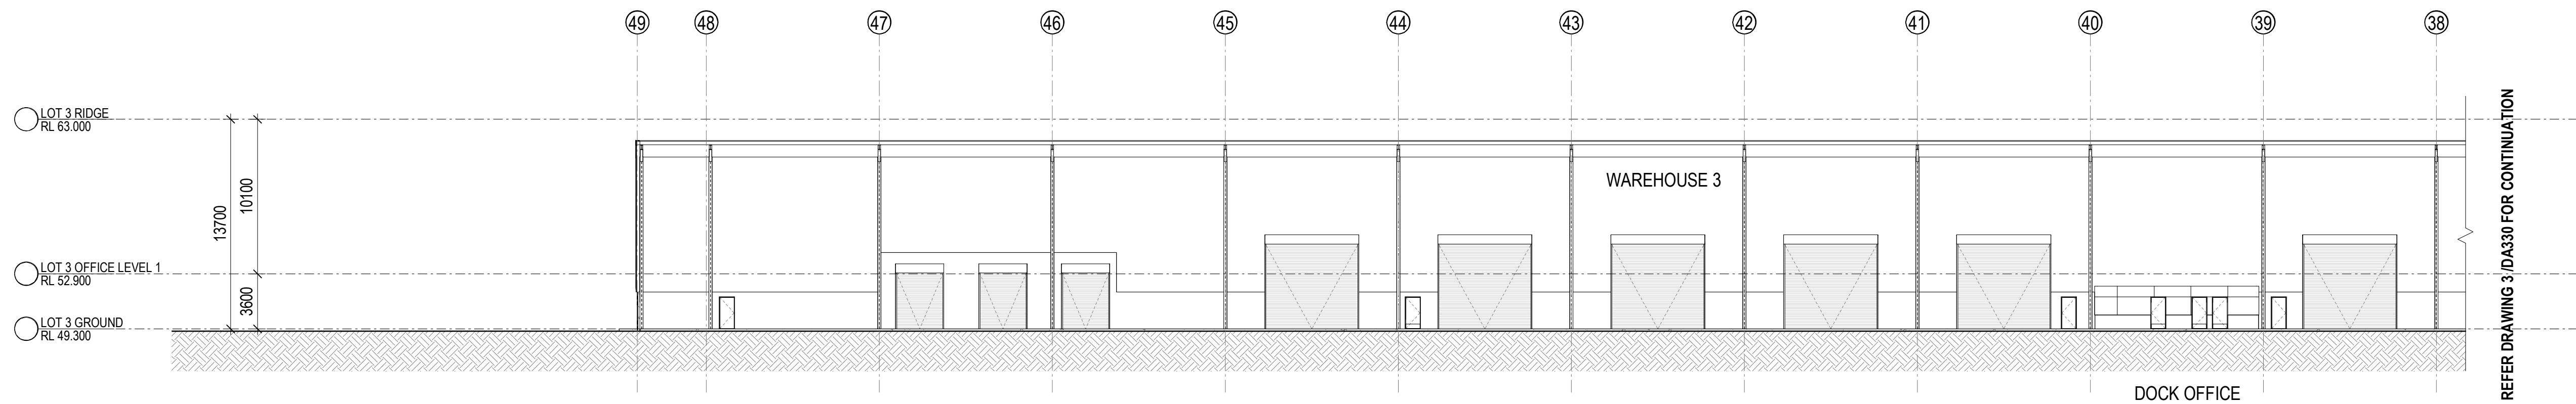 49
48
47
46
45
44
43
42
41
40
39
38
LOT 3 RIDGE
RL 63.000
13700
10100
WAREHOUSE 3
LOT 3 OFFICE LEVEL 1
RL 52.900
3600
LOT 3 GROUND
RL 49.300
DOCK OFFICE
REFER DRAWING 3 /DA330 FOR CONTINUATION